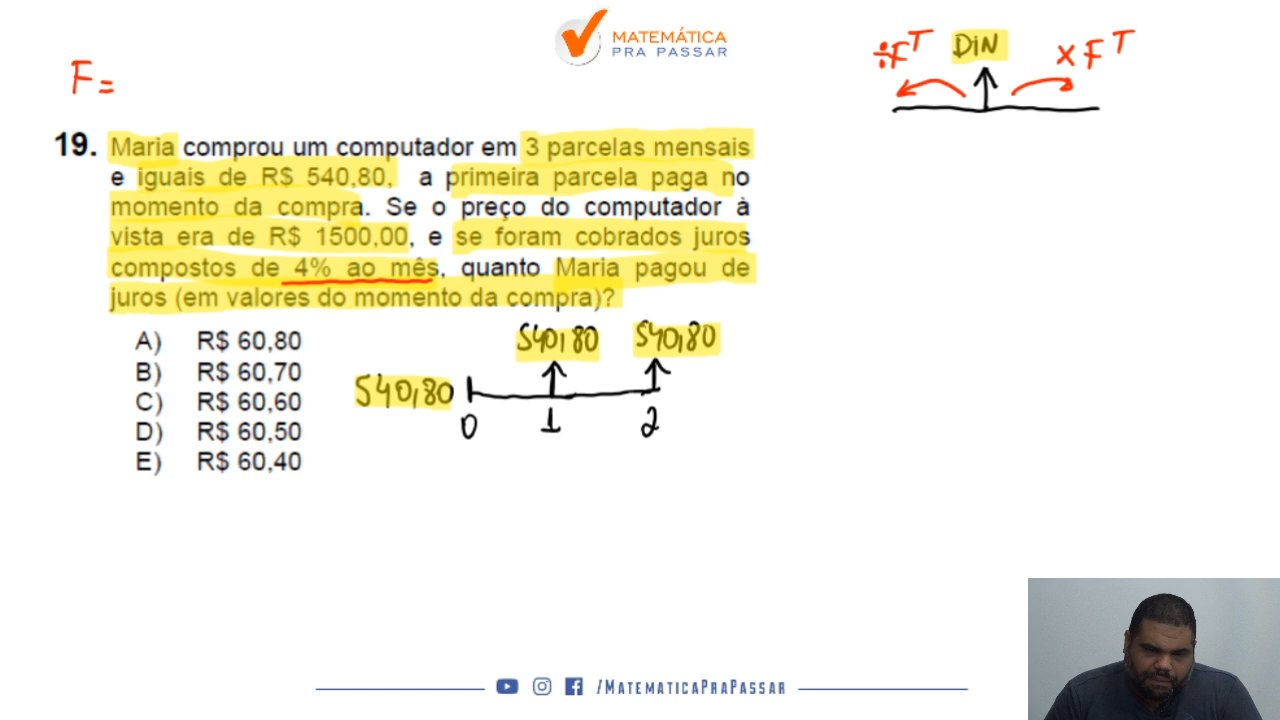 MATEMÁTICA
PRA PASSAR
÷F^T DIN xF^T
F=
19. Maria comprou um computador em 3 parcelas mensais
e iguais de R$ 540,80, a primeira parcela paga no
momento da compra. Se o preço do computador à
vista era de R$ 1500,00, e se foram cobrados juros
compostos de 4% ao mês, quanto Maria pagou de
juros (em valores do momento da compra)?
A) R$ 60,80
B) R$ 60,70
C) R$ 60,60
D) R$ 60,50
E) R$ 60,40
540,80 540,80
540,80
0 1 2
/MATEMATICAPRAPASSAR